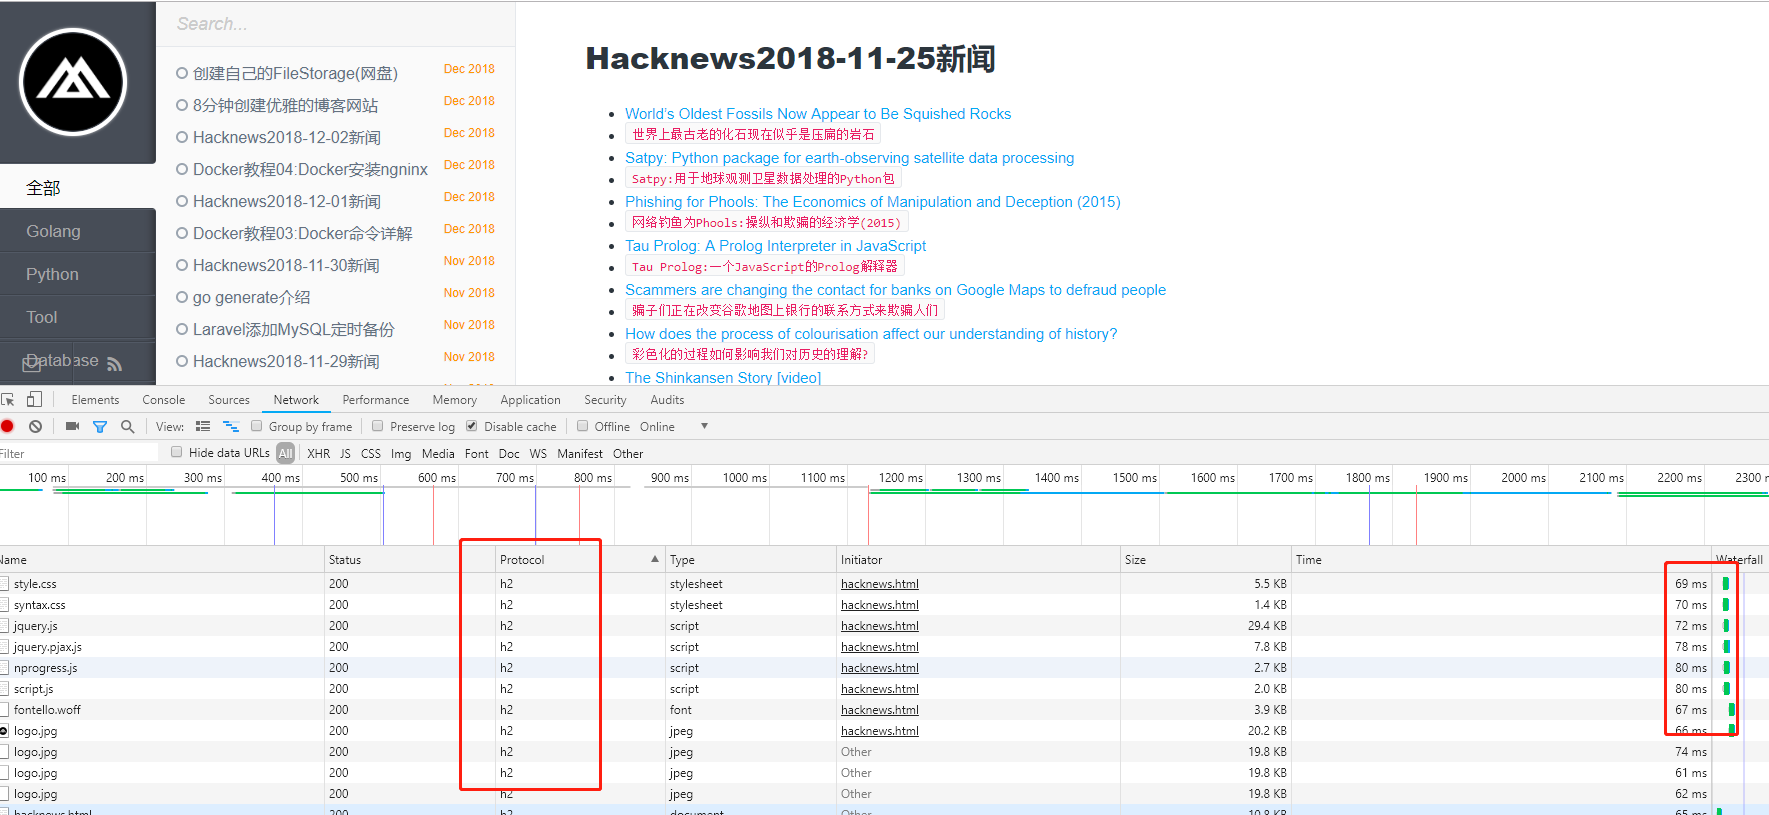 Search...
全部
Golang
Python
Tool
Database
创建自己的FileStorage(网盘) Dec 2018
8分钟创建优雅的博客网站 Dec 2018
Hacknews2018-12-02新闻 Dec 2018
Docker教程04:Docker安装ngninx Dec 2018
Hacknews2018-12-01新闻 Dec 2018
Docker教程03:Docker命令详解 Dec 2018
Hacknews2018-11-30新闻 Nov 2018
go generate介绍 Nov 2018
Laravel添加MySQL定时备份 Nov 2018
Hacknews2018-11-29新闻 Nov 2018
Hacknews2018-11-25新闻
World's Oldest Fossils Now Appear to Be Squished Rocks
世界上最古老的化石现在似乎是压扁的岩石
Satpy: Python package for earth-observing satellite data processing
Satpy:用于地球观测卫星数据处理的Python包
Phishing for Phools: The Economics of Manipulation and Deception (2015)
网络钓鱼为Phools:操纵和欺骗的经济学(2015)
Tau Prolog: A Prolog Interpreter in JavaScript
Tau Prolog:一个JavaScript的Prolog解释器
Scammers are changing the contact for banks on Google Maps to defraud people
骗子们正在改变谷歌地图上银行的联系方式来欺骗人们
How does the process of colourisation affect our understanding of history?
彩色化的过程如何影响我们对历史的理解?
The Shinkansen Story [video]
Elements Console Sources Network Performance Memory Application Security Audits
View: Group by frame Preserve log Disable cache Offline Online
Filter Hide data URLs All XHR JS CSS Img Media Font Doc WS Manifest Other
100 ms 200 ms 300 ms 400 ms 500 ms 600 ms 700 ms 800 ms 900 ms 1000 ms 1100 ms 1200 ms 1300 ms 1400 ms 1500 ms 1600 ms 1700 ms 1800 ms 1900 ms 2000 ms 2100 ms 2200 ms 2300
Name Status Protocol Type Initiator Size Time Waterfall
style.css 200 h2 stylesheet hacknews.html 5.5 KB 69 ms
syntax.css 200 h2 stylesheet hacknews.html 1.4 KB 70 ms
jquery.js 200 h2 script hacknews.html 29.4 KB 72 ms
jquery.pjax.js 200 h2 script hacknews.html 7.8 KB 78 ms
nprogress.js 200 h2 script hacknews.html 2.7 KB 80 ms
script.js 200 h2 script hacknews.html 2.0 KB 80 ms
fontello.woff 200 h2 font hacknews.html 3.9 KB 67 ms
logo.jpg 200 h2 jpeg hacknews.html 20.2 KB 66 ms
logo.jpg 200 h2 jpeg Other 19.8 KB 74 ms
logo.jpg 200 h2 jpeg Other 19.8 KB 61 ms
logo.jpg 200 h2 jpeg Other 19.8 KB 62 ms
hacknews.html 200 h2 document Other 10.8 KB 65 ms